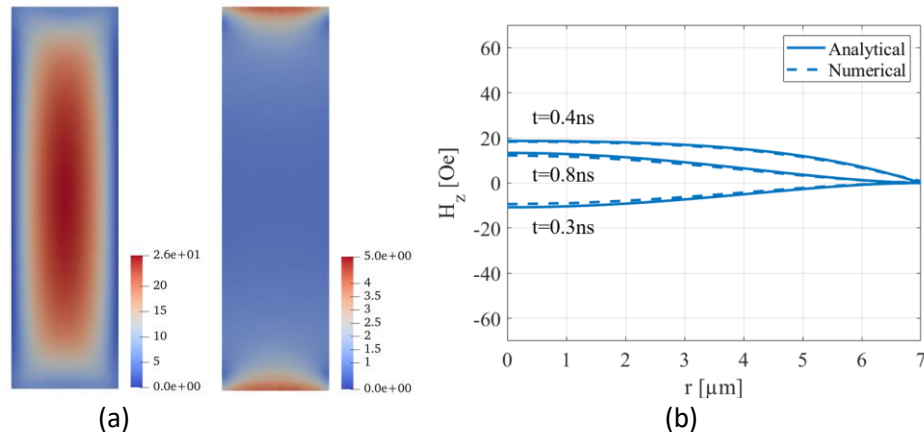 2.6e+01
20
15
10
5
0.0e+00
5.0e+00
4.5
4
3.5
3
2.5
2
1.5
1
0.0e+00
(a)
60
40
20
0
-20
-40
-60
H_z [Oe]
Analytical
Numerical
t=0.4ns
t=0.8ns
t=0.3ns
0 1 2 3 4 5 6 7
r [μm]
(b)